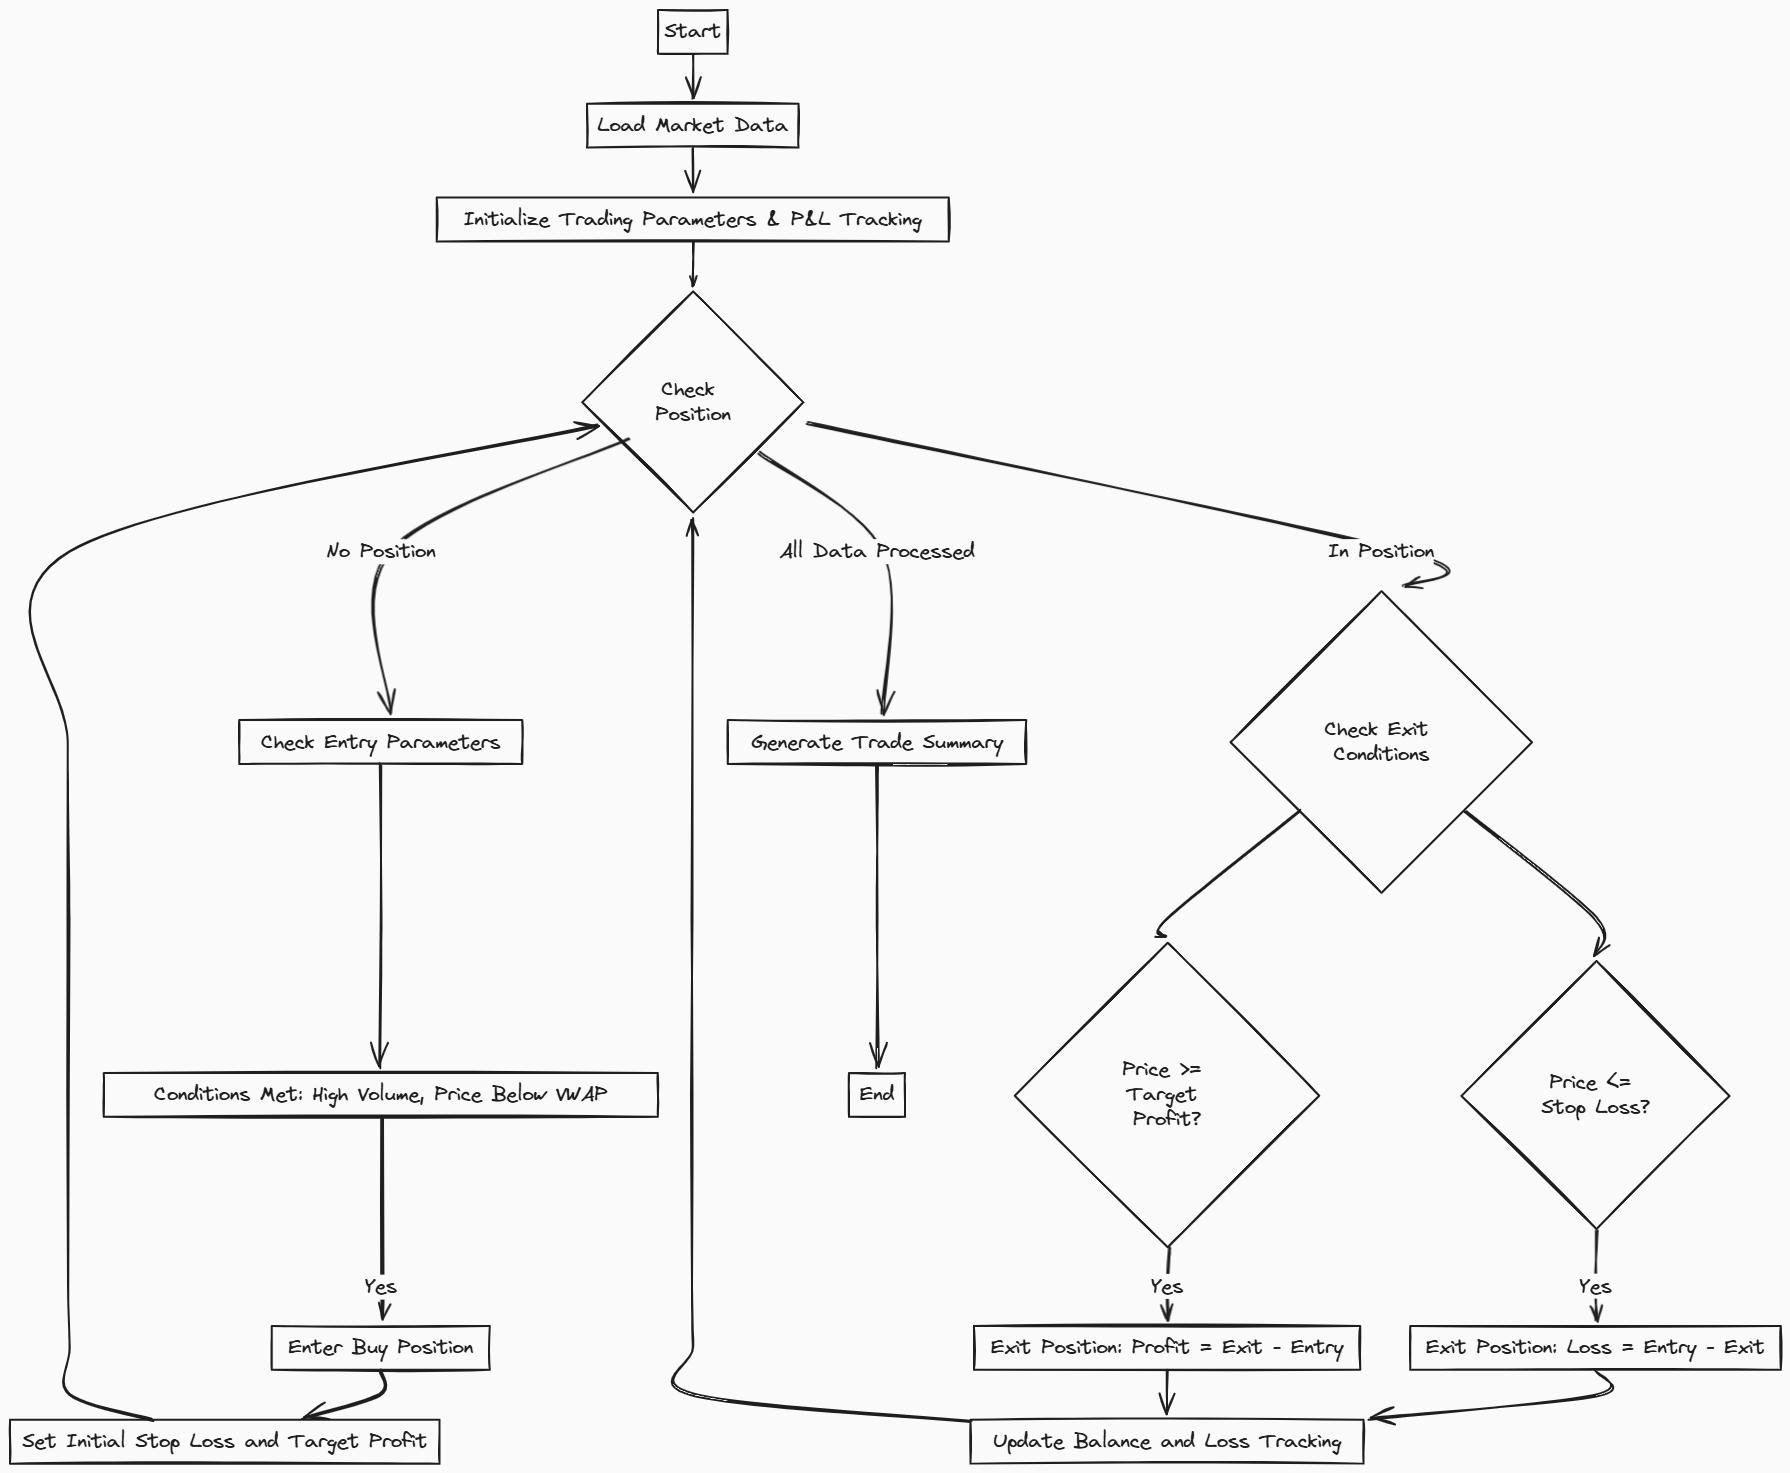 Start
Load Market Data
Initialize Trading Parameters & P&L Tracking
Check
Position
No Position
All Data Processed
In Position
Check Entry Parameters
Generate Trade Summary
Check Exit
Conditions
Conditions Met: High Volume, Price Below VWAP
End
Price >=
Target
Profit?
Price <=
Stop Loss?
Yes
Yes
Yes
Enter Buy Position
Exit Position: Profit = Exit - Entry
Exit Position: Loss = Entry - Exit
Set Initial Stop Loss and Target Profit
Update Balance and Loss Tracking